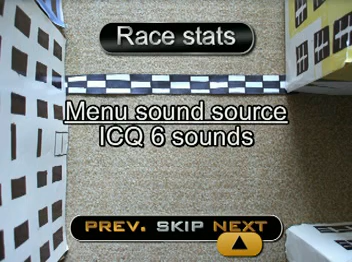 Race stats
Menu sound source
ICQ 6 sounds
PREV. SKIP NEXT